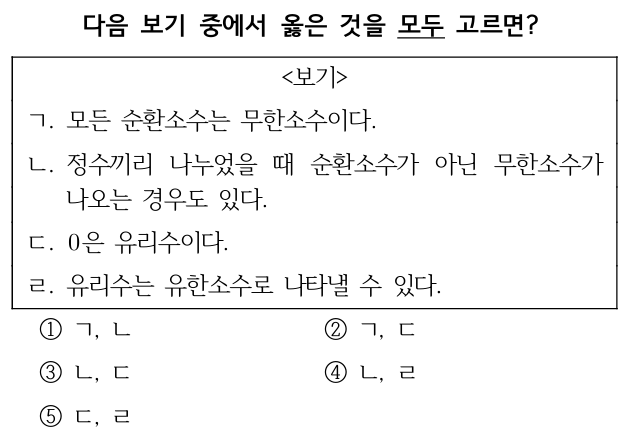 다음 보기 중에서 옳은 것을 모두 고르면?
<보기>
ㄱ. 모든 순환소수는 무한소수이다.
ㄴ. 정수끼리 나누었을 때 순환소수가 아닌 무한소수가
나오는 경우도 있다.
ㄷ. 0은 유리수이다.
ㄹ. 유리수는 유한소수로 나타낼 수 있다.
① ㄱ, ㄴ ② ㄱ, ㄷ
③ ㄴ, ㄷ ④ ㄴ, ㄹ
⑤ ㄷ, ㄹ